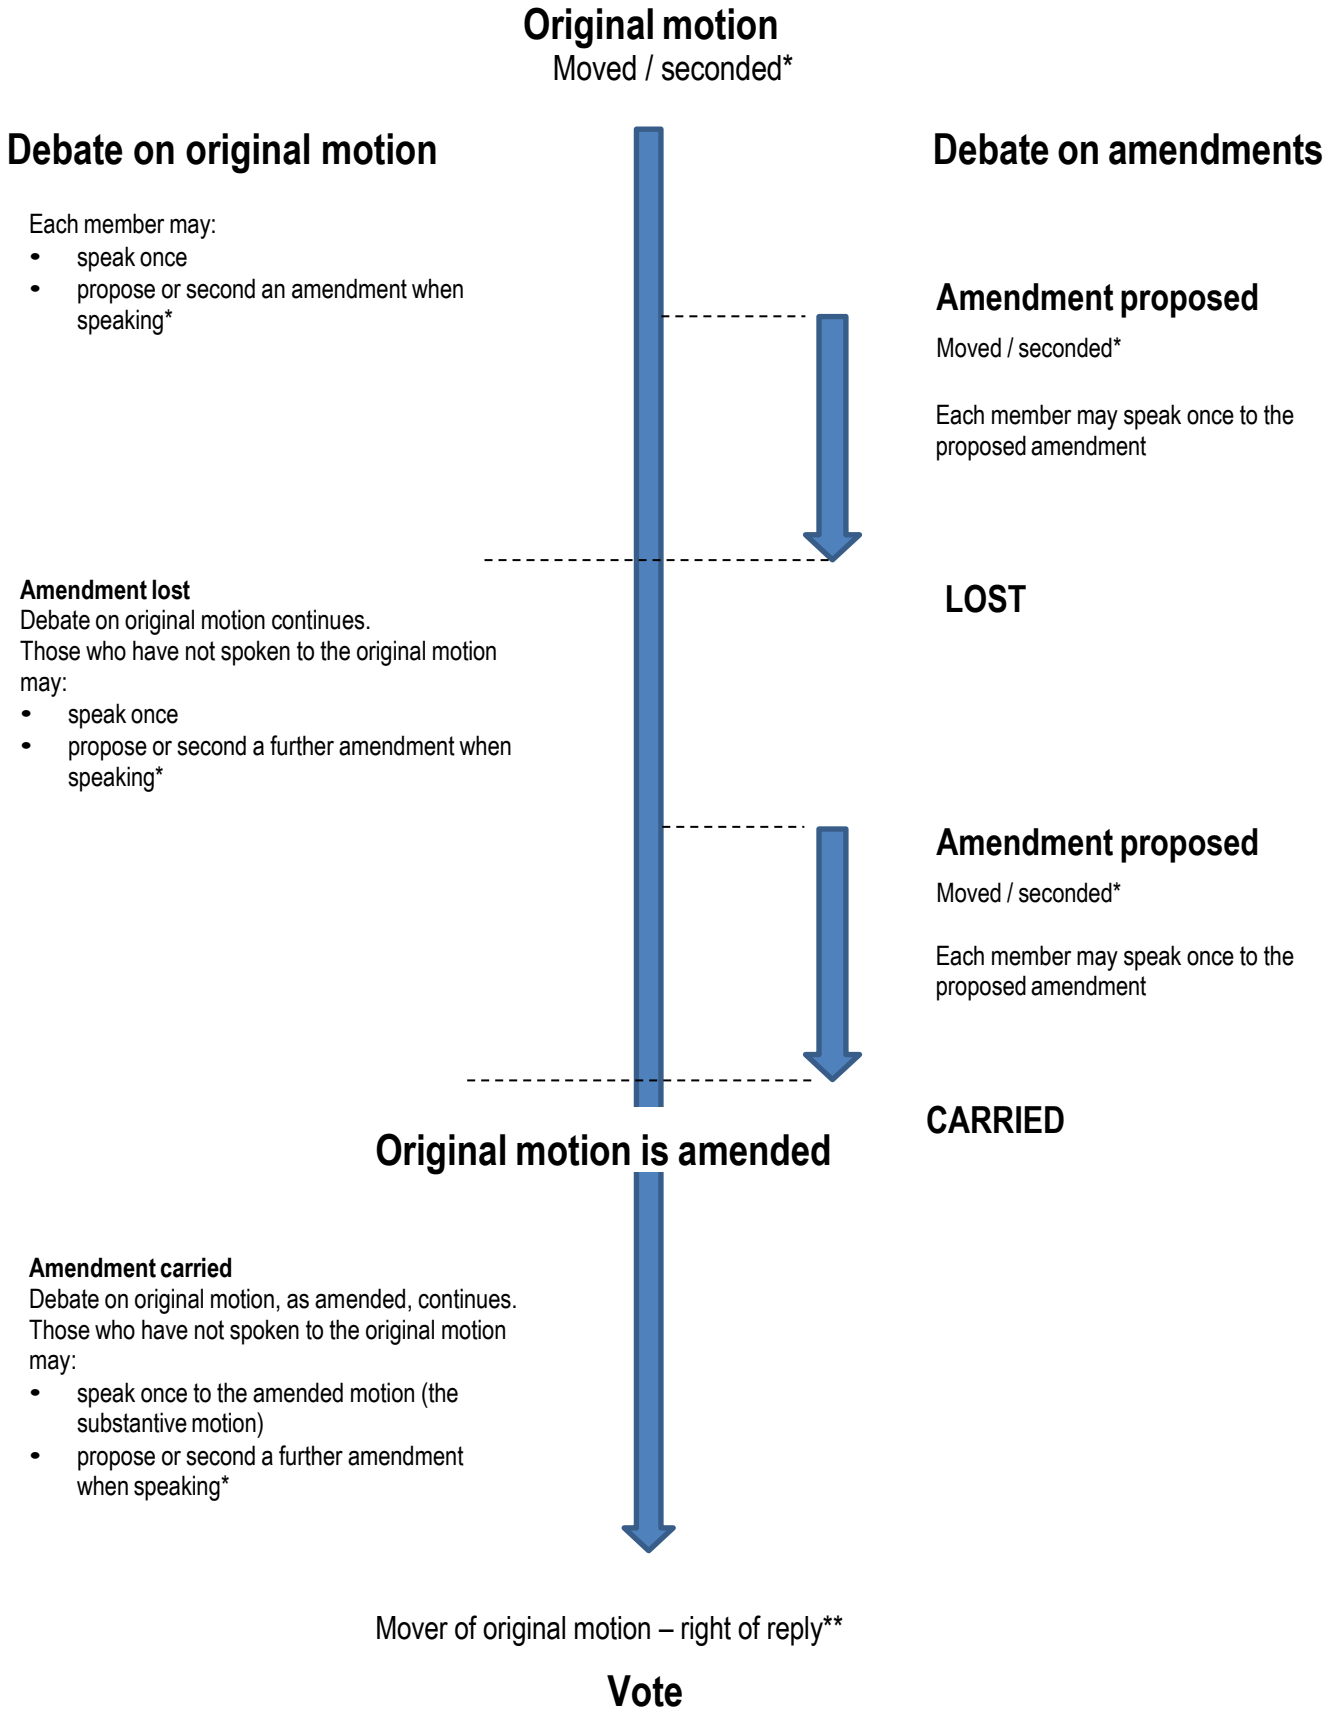 Original motion
Moved / seconded*
Debate on original motion
Debate on amendments
Each member may:
• speak once
• propose or second an amendment when
speaking*
Amendment proposed
Moved / seconded*
Each member may speak once to the
proposed amendment
LOST
Amendment lost
Debate on original motion continues.
Those who have not spoken to the original motion
may:
• speak once
• propose or second a further amendment when
speaking*
Amendment proposed
Moved / seconded*
Each member may speak once to the
proposed amendment
CARRIED
Original motion is amended
Amendment carried
Debate on original motion, as amended, continues.
Those who have not spoken to the original motion
may:
• speak once to the amended motion (the
substantive motion)
• propose or second a further amendment
when speaking*
Mover of original motion – right of reply**
Vote